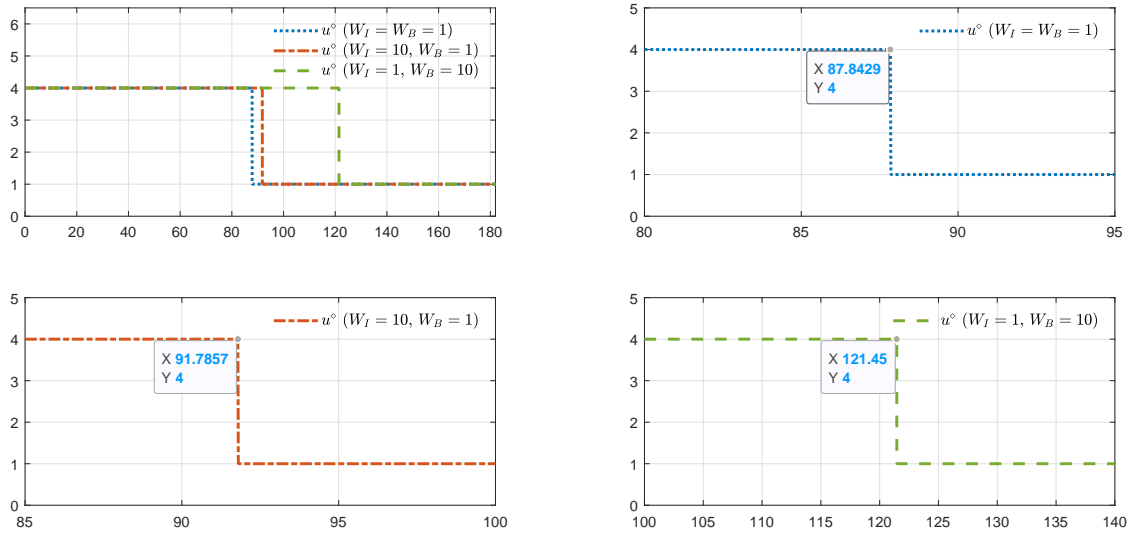 6
5
4
3
2
1
0
0 20 40 60 80 100 120 140 160 180
u⋄ (W_I = W_B = 1)
u⋄ (W_I = 10, W_B = 1)
u⋄ (W_I = 1, W_B = 10)
5
4
3
2
1
0
80 85 90 95
u⋄ (W_I = W_B = 1)
X 87.8429
Y 4
5
4
3
2
1
0
85 90 95 100
u⋄ (W_I = 10, W_B = 1)
X 91.7857
Y 4
5
4
3
2
1
0
100 105 110 115 120 125 130 135 140
u⋄ (W_I = 1, W_B = 10)
X 121.45
Y 4